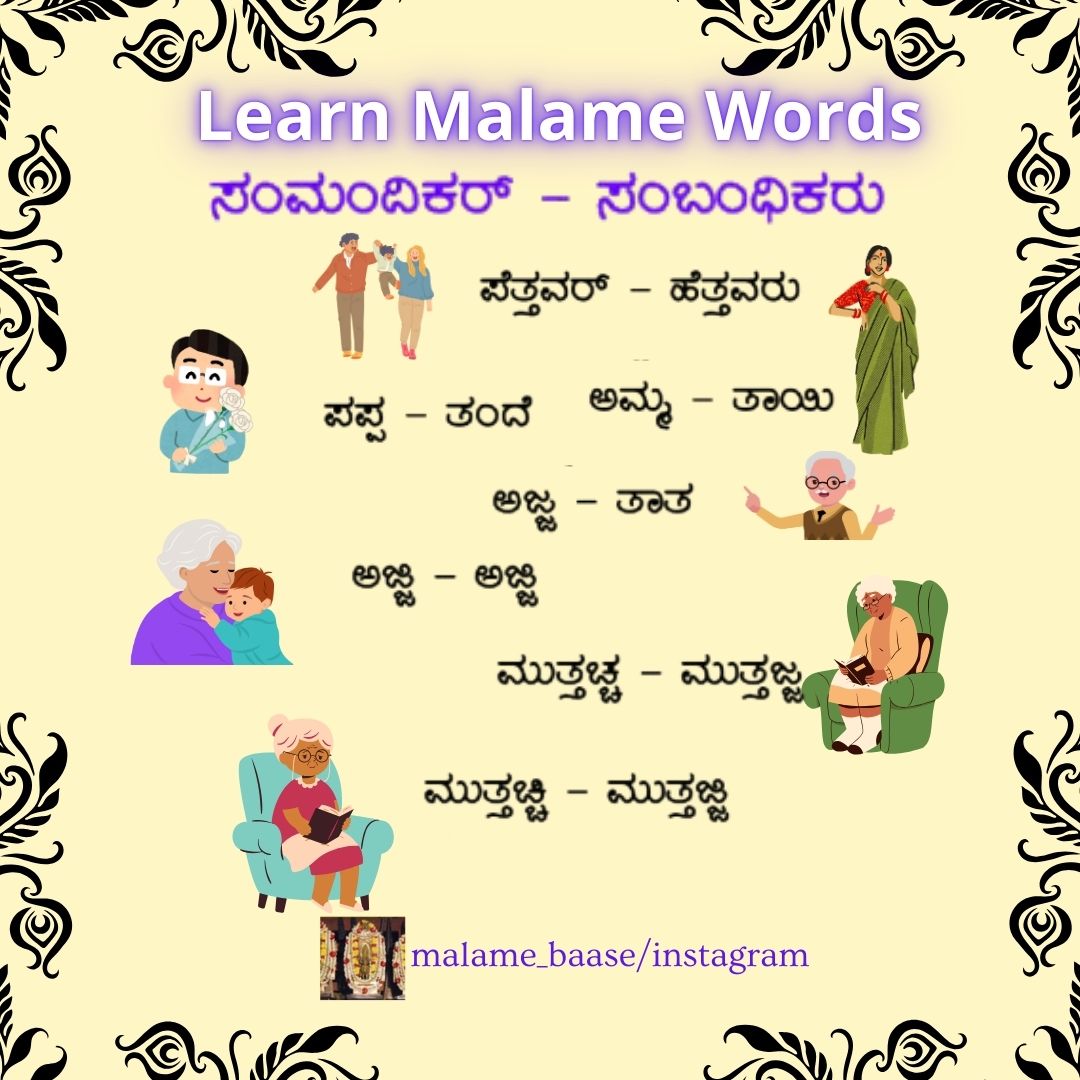 Learn Malame Words
ಸಂಮಂದಿಕರ್ – ಸಂಬಂಧಿಕರು
ಪೆತ್ತವರ್ – ಹೆತ್ತವರು
ಪಪ್ಪ – ತಂದೆ
ಅಮ್ಮ – ತಾಯಿ
ಅಜ್ಜ – ತಾತ
ಅಜ್ಜಿ – ಅಜ್ಜಿ
ಮುತ್ತಚ್ಚ – ಮುತ್ತಜ್ಜ
ಮುತ್ತಚ್ಚಿ – ಮುತ್ತಜ್ಜಿ
malame_baase/instagram